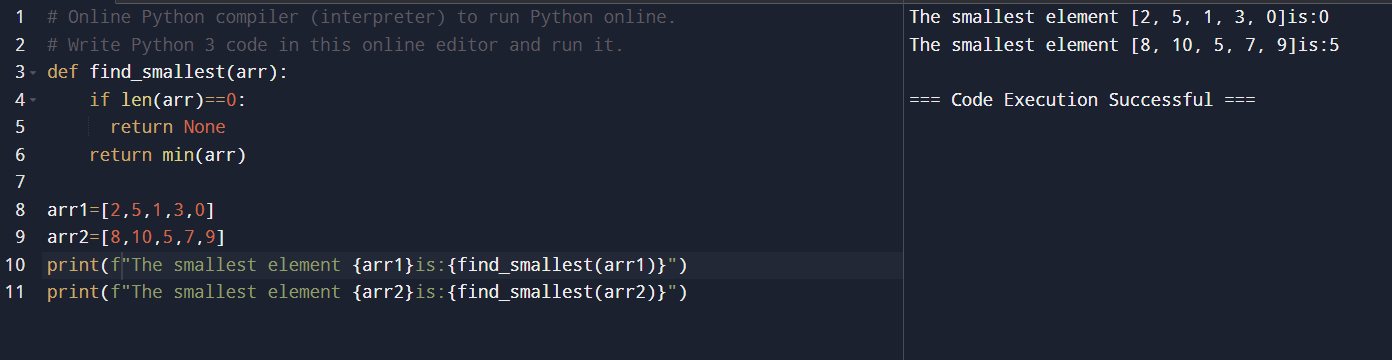 1 # Online Python compiler (interpreter) to run Python online.
2 # Write Python 3 code in this online editor and run it.
3 def find_smallest(arr):
4     if len(arr)==0:
5       return None
6     return min(arr)
7
8 arr1=[2,5,1,3,0]
9 arr2=[8,10,5,7,9]
10 print(f"The smallest element {arr1}is:{find_smallest(arr1)}")
11 print(f"The smallest element {arr2}is:{find_smallest(arr2)}")
The smallest element [2, 5, 1, 3, 0]is:0
The smallest element [8, 10, 5, 7, 9]is:5
=== Code Execution Successful ===